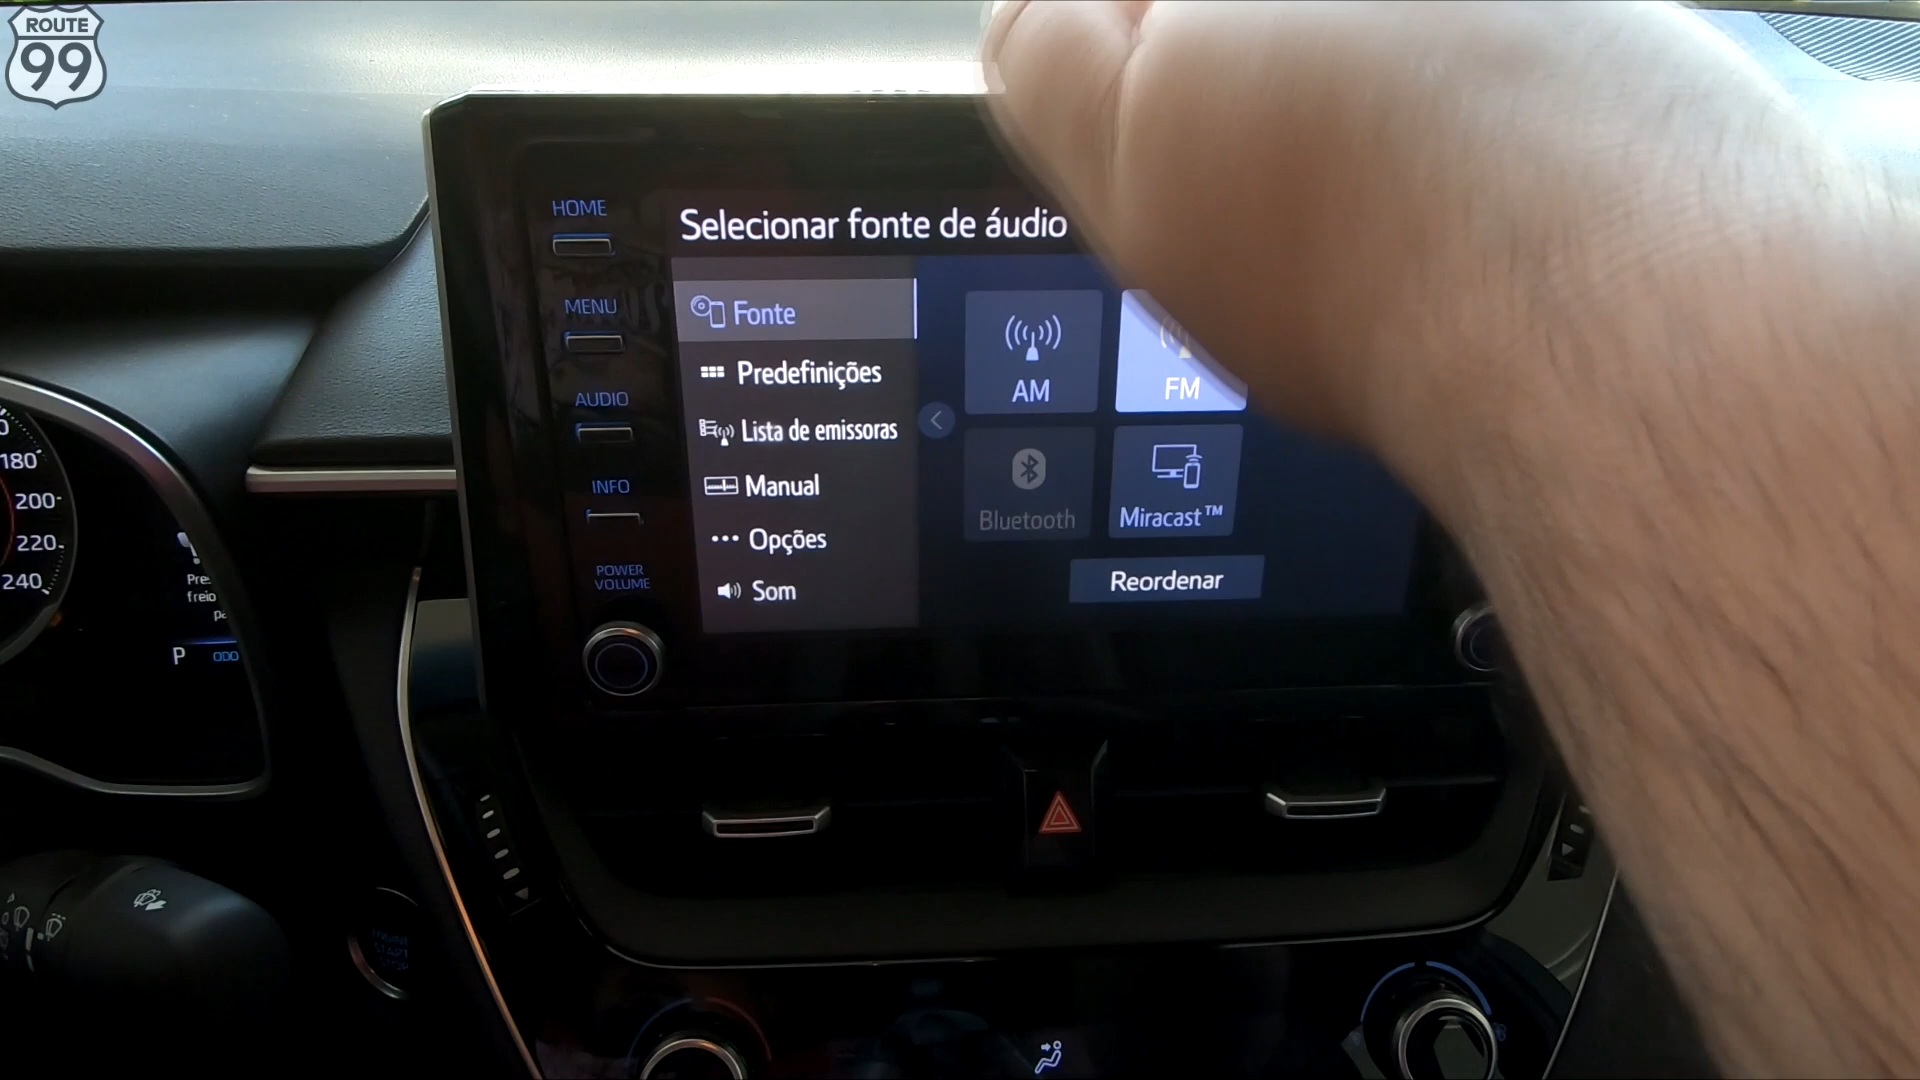 ROUTE
99
HOME
MENU
AUDIO
INFO
POWER
VOLUME
Selecionar fonte de áudio
Fonte
Predefinições
Lista de emissoras
Manual
Opções
Som
AM
FM
Bluetooth
Miracast™
Reordenar
180
200
220
240
freio
P
ODO